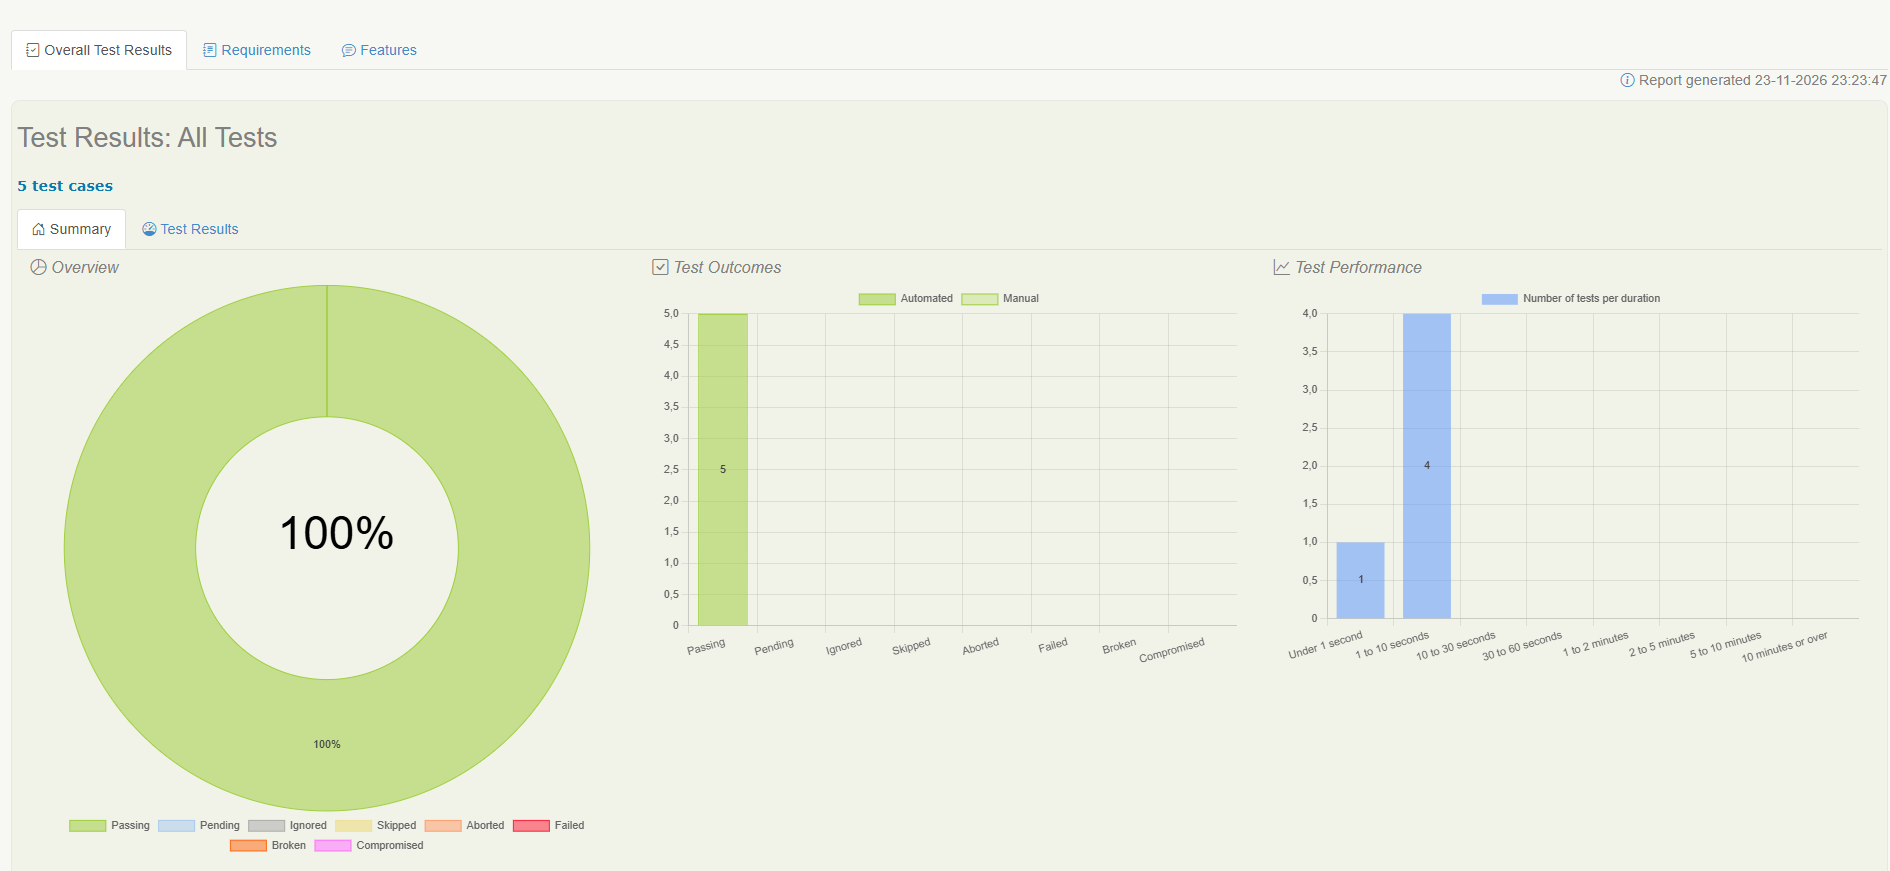 Overall Test Results Requirements Features
Report generated 23-11-2026 23:23:47
Test Results: All Tests
5 test cases
Summary Test Results
Overview
100%
100%
Passing Pending Ignored Skipped Aborted Failed
Broken Compromised
Test Outcomes
Automated Manual
5,0
4,5
4,0
3,5
3,0
2,5
2,0
1,5
1,0
0,5
0
5
Passing Pending Ignored Skipped Aborted Failed Broken Compromised
Test Performance
Number of tests per duration
4,0
3,5
3,0
2,5
2,0
1,5
1,0
0,5
0
1
4
Under 1 second 1 to 10 seconds 10 to 30 seconds 30 to 60 seconds 1 to 2 minutes 2 to 5 minutes 5 to 10 minutes 10 minutes or over